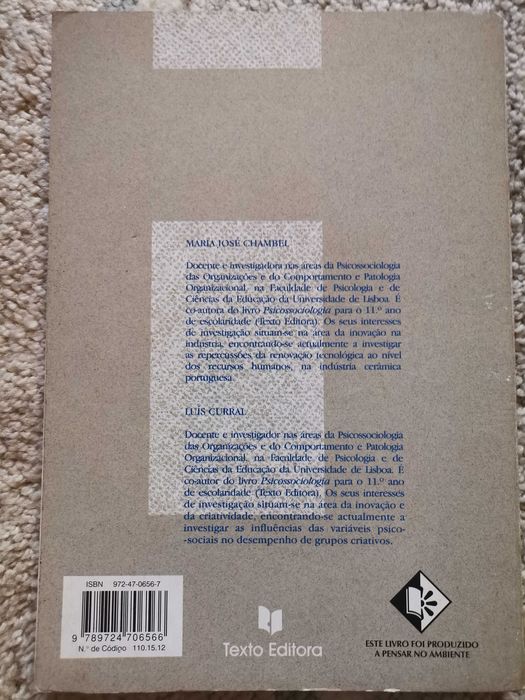 MARIA JOSÉ CHAMBEL
Docente e investigadora nas áreas da Psicossociologia
das Organizações e do Comportamento e Patologia
Organizacional, na Faculdade de Psicologia e de
Ciências da Educação da Universidade de Lisboa. É
co-autora do livro Psicossociologia para o 11.º ano
de escolaridade (Texto Editora). Os seus interesses
de investigação situam-se na área da inovação na
indústria, encontrando-se actualmente a investigar
as repercussões da renovação tecnológica ao nível
dos recursos humanos, na indústria cerâmica
portuguesa.
LUÍS CURRAL
Docente e investigador nas áreas da Psicossociologia
das Organizações e do Comportamento e Patologia
Organizacional, na Faculdade de Psicologia e de
Ciências da Educação da Universidade de Lisboa. É
co-autor do livro Psicossociologia para o 11.º ano
de escolaridade (Texto Editora). Os seus interesses
de investigação situam-se na área da inovação e
da criatividade, encontrando-se actualmente a
investigar as influências das variáveis psico-
-sociais no desempenho de grupos criativos.
ISBN 972-47-0656-7
9 789724 706566
N.º de Código 110.15.12
Texto Editora
ESTE LIVRO FOI PRODUZIDO
A PENSAR NO AMBIENTE